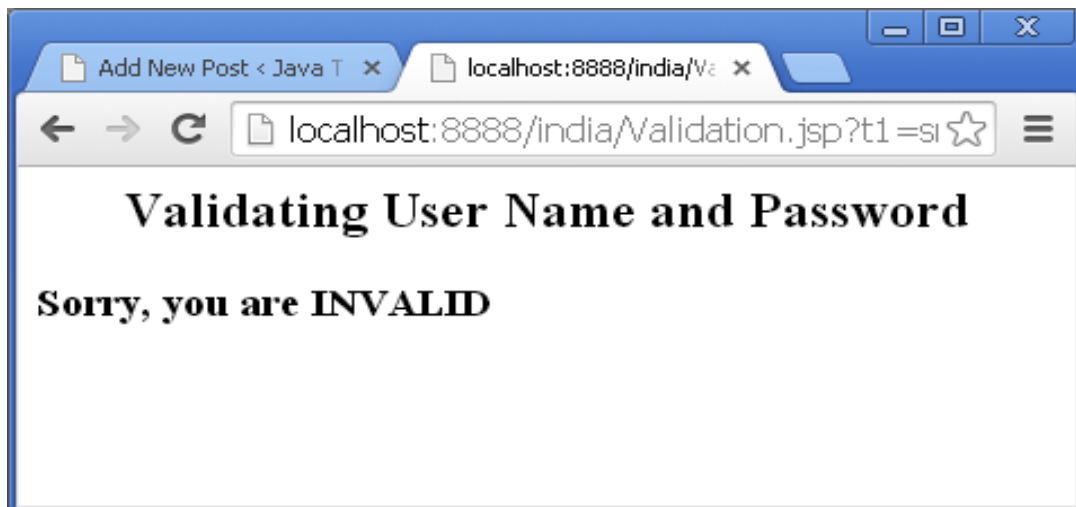 Add New Post < Java T
localhost:8888/india/Va
localhost:8888/india/Validation.jsp?t1=s
Validating User Name and Password
Sorry, you are INVALID